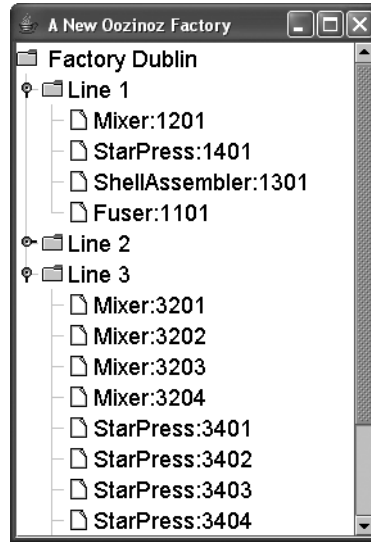 A New Oozinoz Factory
Factory Dublin
Line 1
Mixer:1201
StarPress:1401
ShellAssembler:1301
Fuser:1101
Line 2
Line 3
Mixer:3201
Mixer:3202
Mixer:3203
Mixer:3204
StarPress:3401
StarPress:3402
StarPress:3403
StarPress:3404